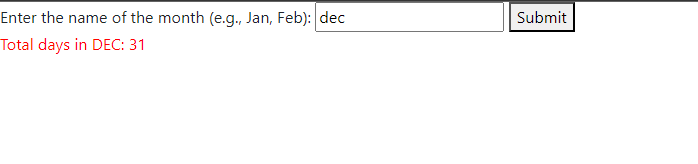 Enter the name of the month (e.g., Jan, Feb): dec Submit
Total days in DEC: 31